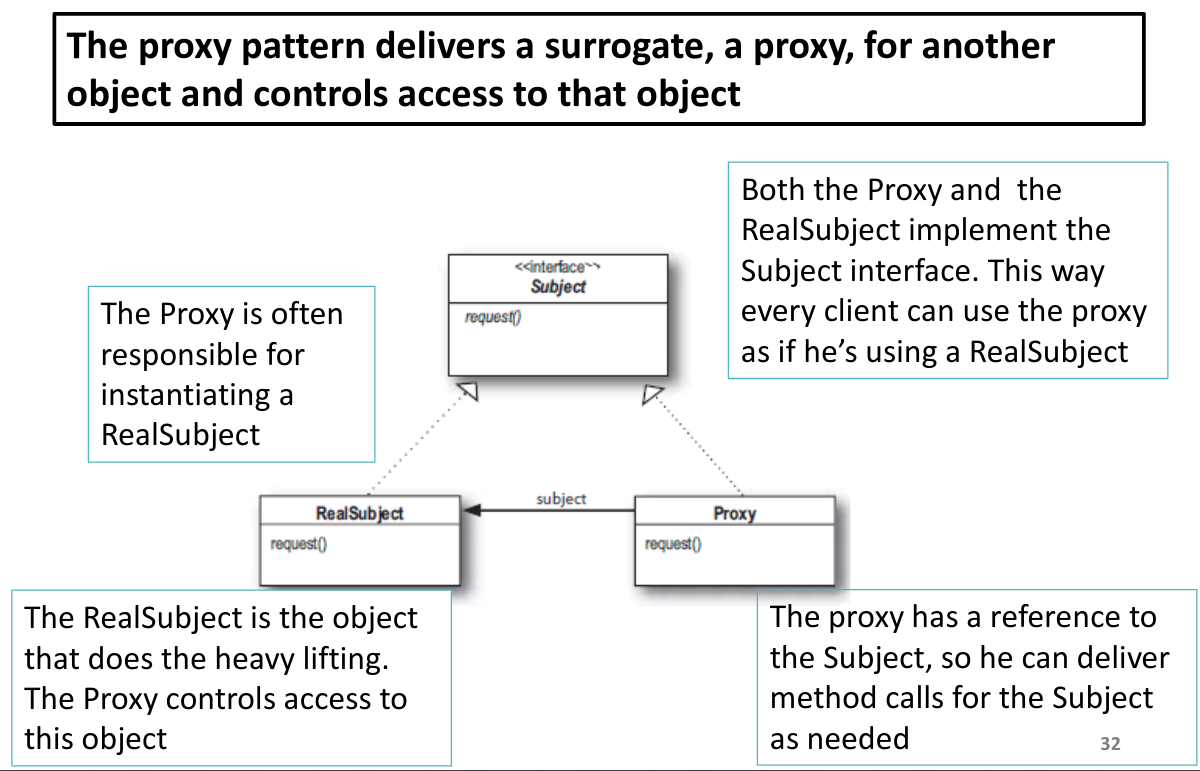 The proxy pattern delivers a surrogate, a proxy, for another
object and controls access to that object
Both the Proxy and  the
RealSubject implement the
Subject interface. This way
every client can use the proxy
as if he’s using a RealSubject
<<interface>>
Subject
request()
The Proxy is often
responsible for
instantiating a
RealSubject
subject
RealSubject
request()
Proxy
request()
The RealSubject is the object
that does the heavy lifting.
The Proxy controls access to
this object
The proxy has a reference to
the Subject, so he can deliver
method calls for the Subject
as needed
32